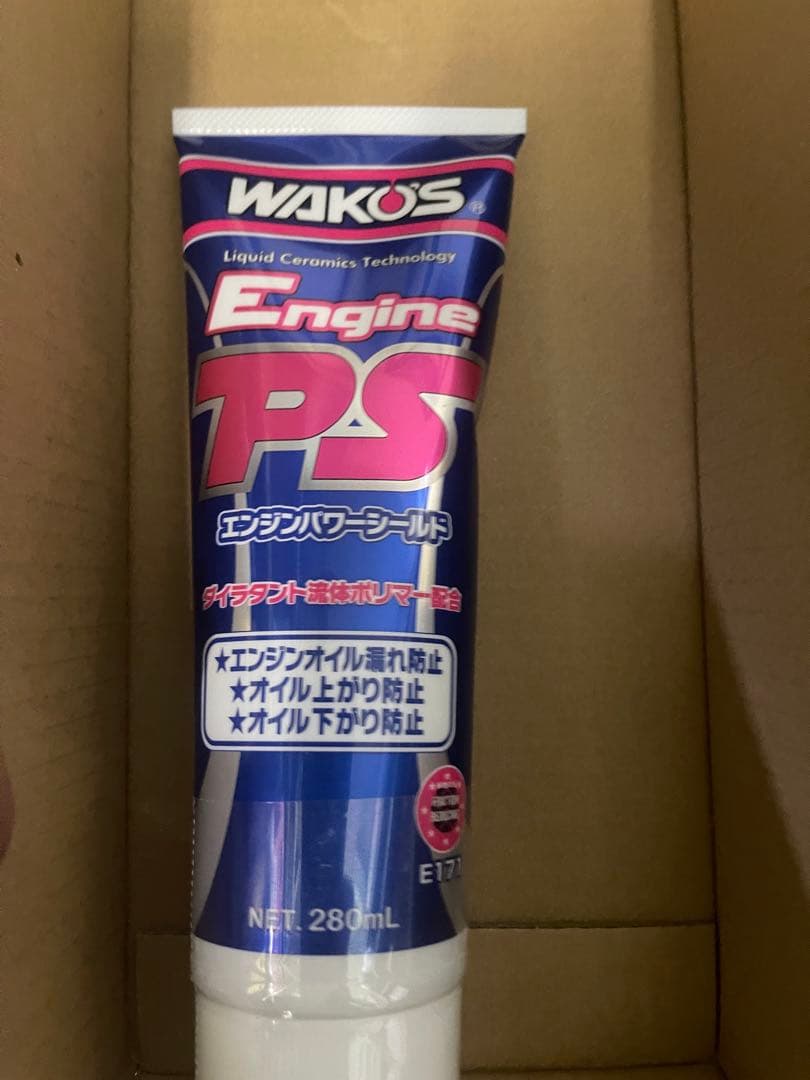 WAKO'S®
Liquid Ceramics Technology
Engine
PS
エンジンパワーシールド
ダイラタント流体ポリマー配合
★エンジンオイル漏れ防止
★オイル上がり防止
★オイル下がり防止
E171
NET. 280mL